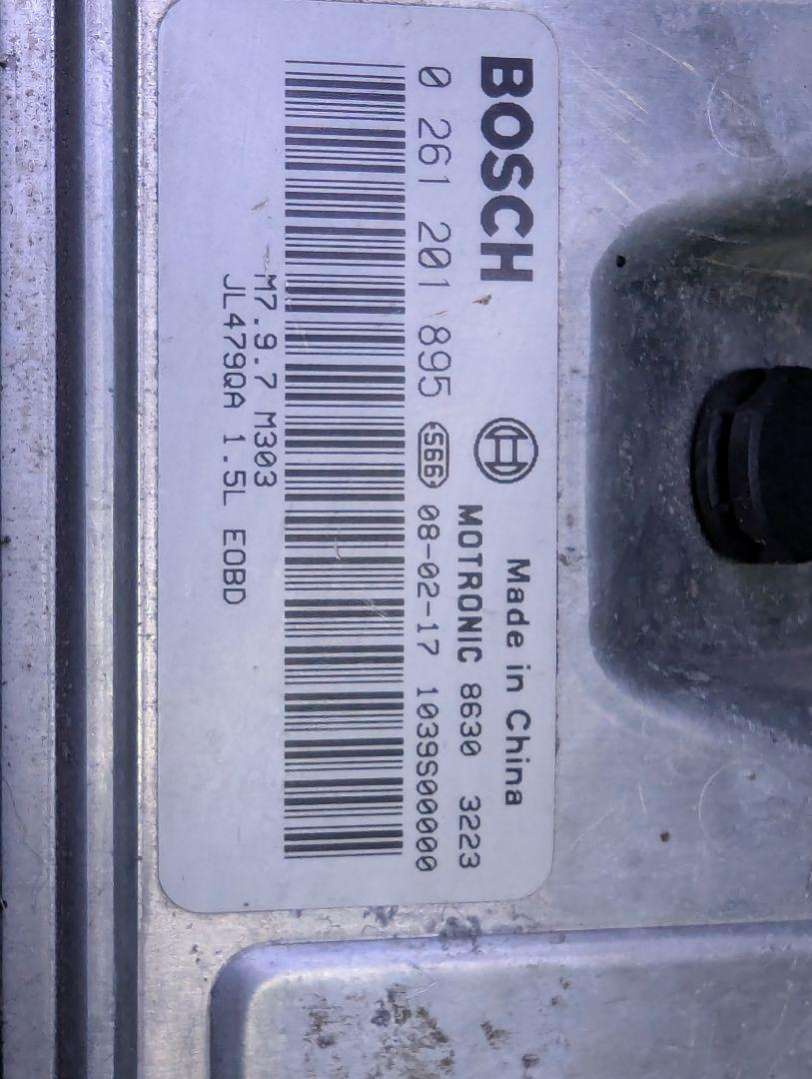 BOSCH
Made in China
MOTRONIC 8630 3223
0 261 201 895 <566> 08-02-17 1039S00000
M7.9.7 M303
JL479QA 1.5L EOBD